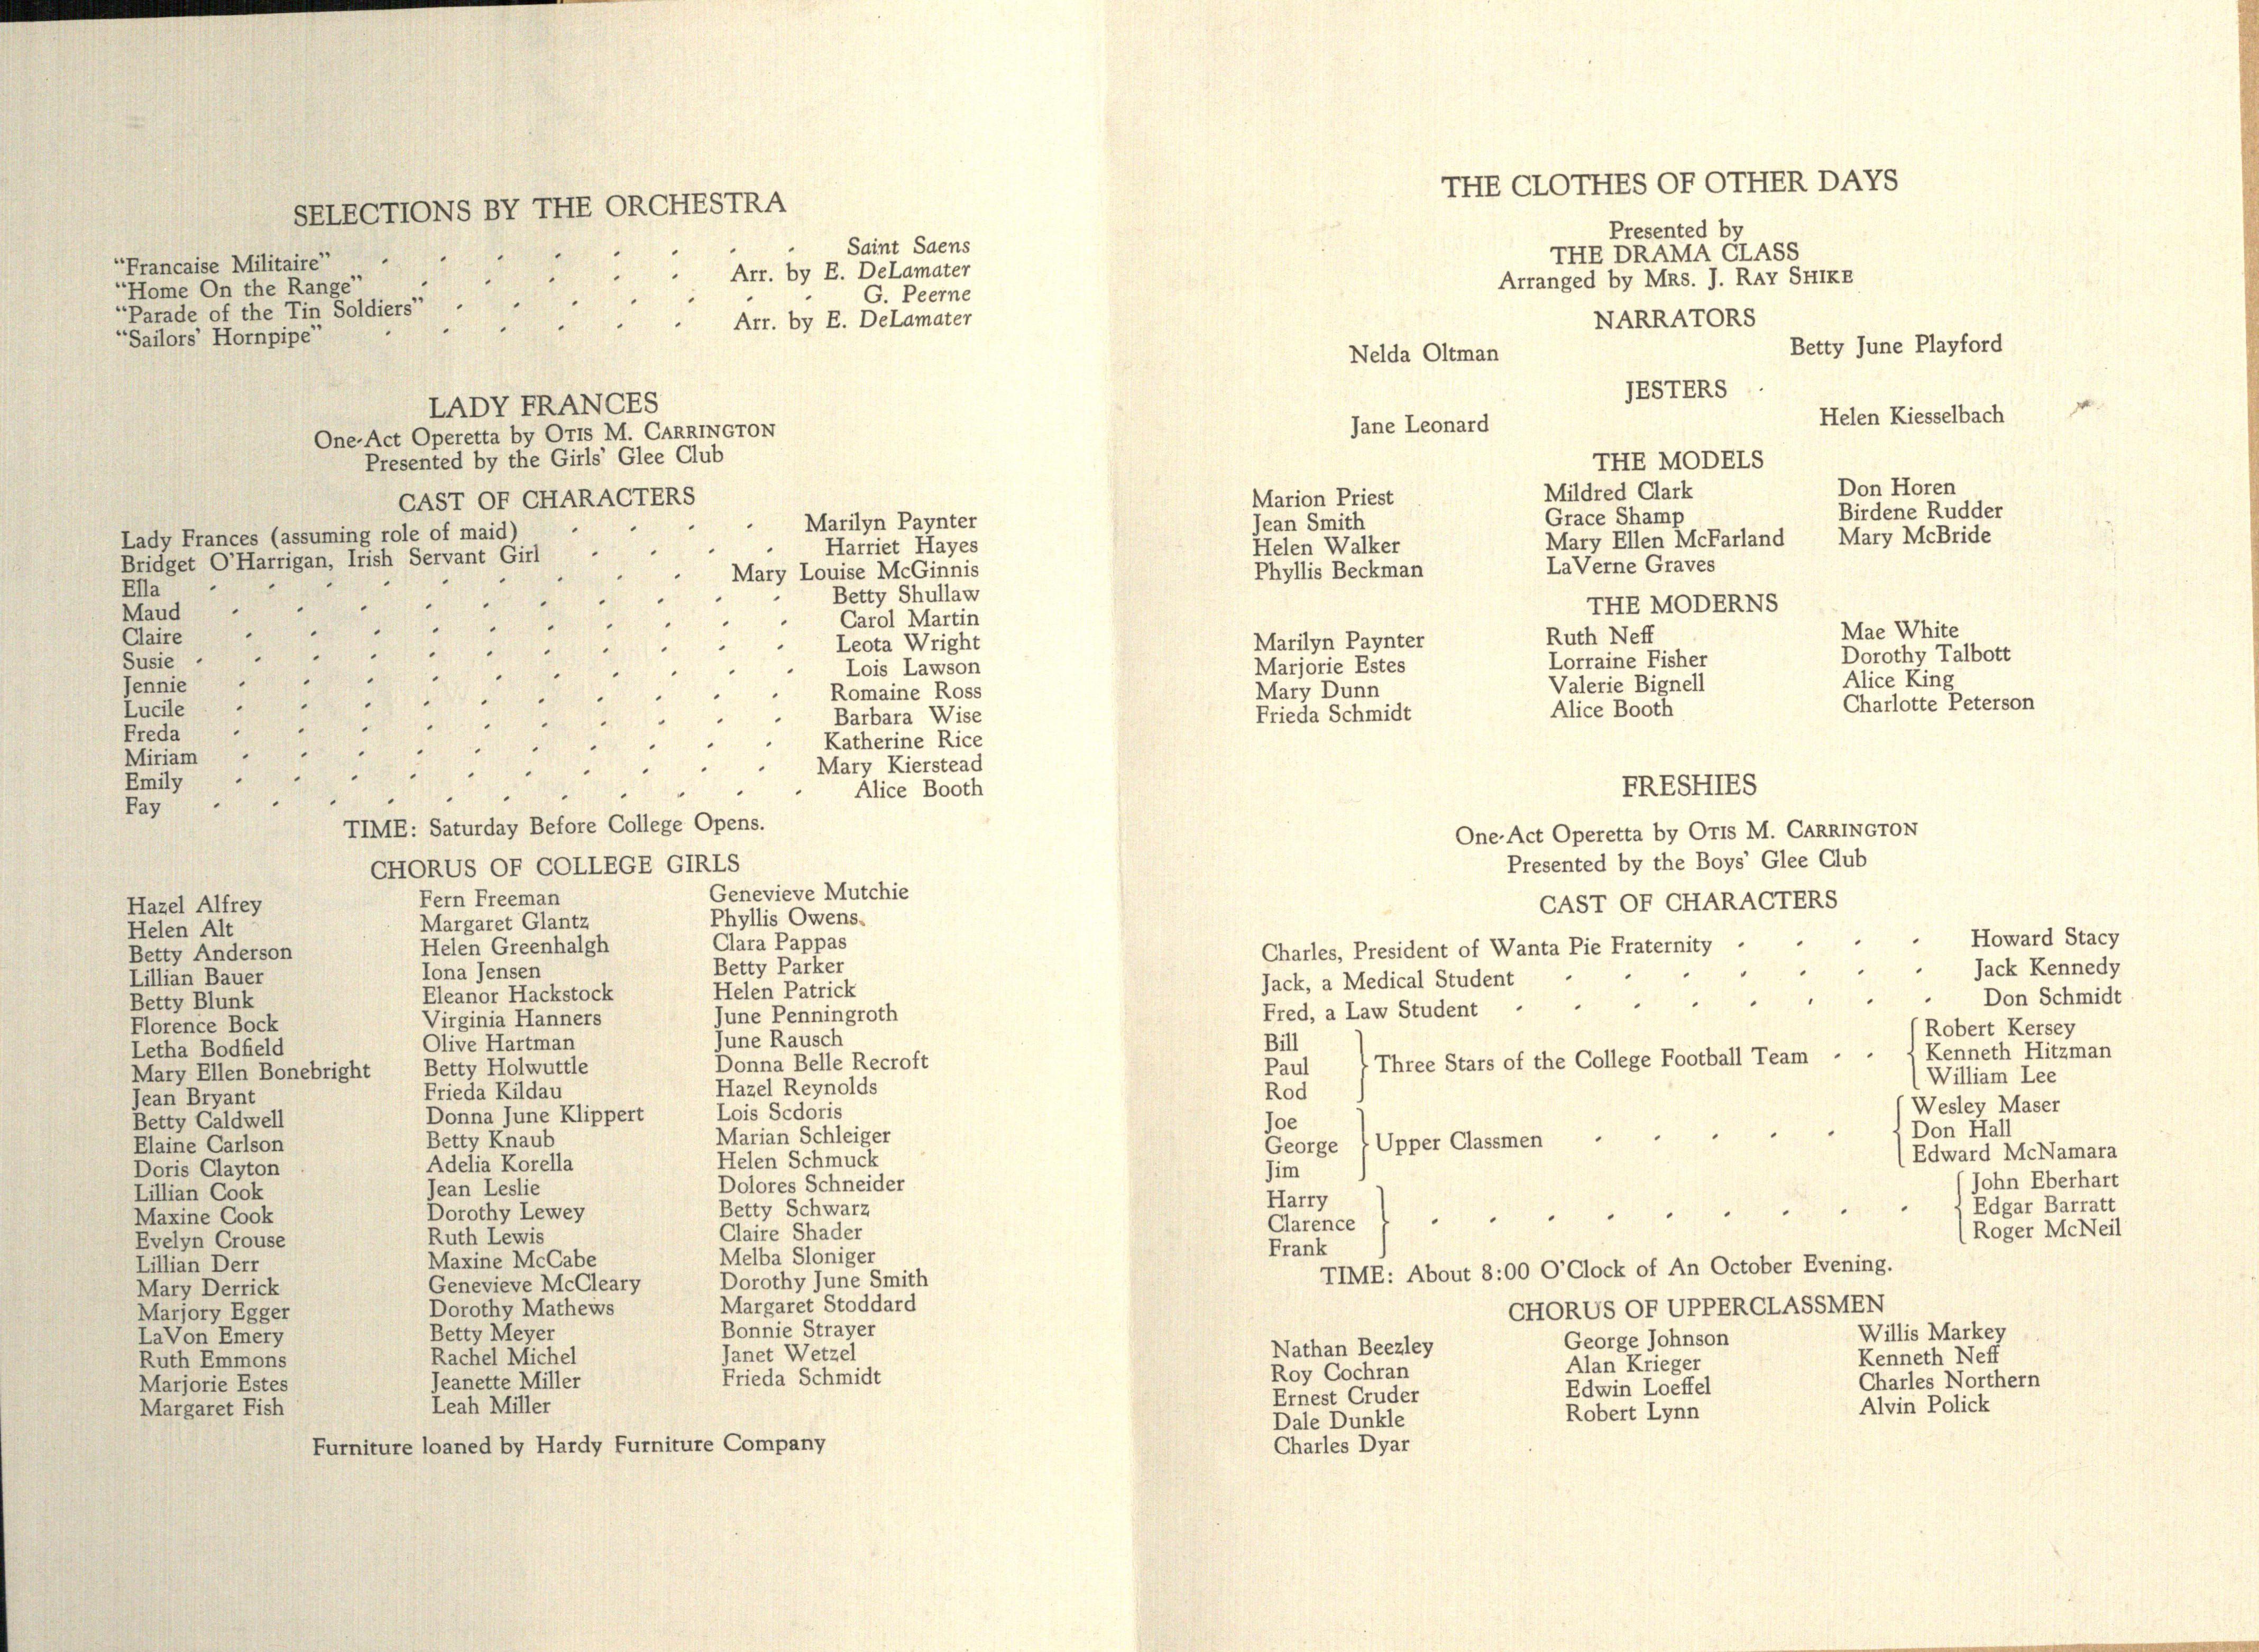 SELECTIONS BY THE ORCHESTRA
“Francaise Militaire” . . . . . . . . Saint Saens
“Home On the Range” . . . . . Arr. by E. DeLamater
“Parade of the Tin Soldiers” . . . . . . . G. Peerne
“Sailors' Hornpipe” . . . . . . Arr. by E. DeLamater
LADY FRANCES
One-Act Operetta by OTIS M. CARRINGTON
Presented by the Girls' Glee Club
CAST OF CHARACTERS
Lady Frances (assuming role of maid) . . . . Marilyn Paynter
Bridget O'Harrigan, Irish Servant Girl . . . . Harriet Hayes
Ella . . . . . . . . . Mary Louise McGinnis
Maud . . . . . . . . . . Betty Shullaw
Claire . . . . . . . . . . Carol Martin
Susie . . . . . . . . . . . Leota Wright
Jennie . . . . . . . . . . Lois Lawson
Lucile . . . . . . . . . . Romaine Ross
Freda . . . . . . . . . . Barbara Wise
Miriam . . . . . . . . . . Katherine Rice
Emily . . . . . . . . . . Mary Kierstead
Fay . . . . . . . . . . . Alice Booth
TIME: Saturday Before College Opens.
CHORUS OF COLLEGE GIRLS
Hazel Alfrey
Helen Alt
Betty Anderson
Lillian Bauer
Betty Blunk
Florence Bock
Letha Bodfield
Mary Ellen Bonebright
Jean Bryant
Betty Caldwell
Elaine Carlson
Doris Clayton
Lillian Cook
Maxine Cook
Evelyn Crouse
Lillian Derr
Mary Derrick
Marjory Egger
LaVon Emery
Ruth Emmons
Marjorie Estes
Margaret Fish
Fern Freeman
Margaret Glantz
Helen Greenhalgh
Iona Jensen
Eleanor Hackstock
Virginia Hanners
Olive Hartman
Betty Holwuttle
Frieda Kildau
Donna June Klippert
Betty Knaub
Adelia Korella
Jean Leslie
Dorothy Lewey
Ruth Lewis
Maxine McCabe
Genevieve McCleary
Dorothy Mathews
Betty Meyer
Rachel Michel
Jeanette Miller
Leah Miller
Genevieve Mutchie
Phyllis Owens.
Clara Pappas
Betty Parker
Helen Patrick
June Penningroth
June Rausch
Donna Belle Recroft
Hazel Reynolds
Lois Scdoris
Marian Schleiger
Helen Schmuck
Dolores Schneider
Betty Schwarz
Claire Shader
Melba Sloniger
Dorothy June Smith
Margaret Stoddard
Bonnie Strayer
Janet Wetzel
Frieda Schmidt
Furniture loaned by Hardy Furniture Company
THE CLOTHES OF OTHER DAYS
Presented by
THE DRAMA CLASS
Arranged by MRS. J. RAY SHIKE
NARRATORS
Nelda Oltman Betty June Playford
JESTERS
Jane Leonard Helen Kiesselbach
THE MODELS
Marion Priest Mildred Clark Don Horen
Jean Smith Grace Shamp Birdene Rudder
Helen Walker Mary Ellen McFarland Mary McBride
Phyllis Beckman LaVerne Graves
THE MODERNS
Marilyn Paynter Ruth Neff Mae White
Marjorie Estes Lorraine Fisher Dorothy Talbott
Mary Dunn Valerie Bignell Alice King
Frieda Schmidt Alice Booth Charlotte Peterson
FRESHIES
One-Act Operetta by OTIS M. CARRINGTON
Presented by the Boys' Glee Club
CAST OF CHARACTERS
Charles, President of Wanta Pie Fraternity . . . . Howard Stacy
Jack, a Medical Student . . . . . . . Jack Kennedy
Fred, a Law Student . . . . . . . . Don Schmidt
Bill
Paul
Rod
Three Stars of the College Football Team . .
Robert Kersey
Kenneth Hitzman
William Lee
Joe
George
Jim
Upper Classmen . . . . .
Wesley Maser
Don Hall
Edward McNamara
Harry
Clarence
Frank
. . . . . . . . .
John Eberhart
Edgar Barratt
Roger McNeil
TIME: About 8:00 O'Clock of An October Evening.
CHORUS OF UPPERCLASSMEN
Nathan Beezley George Johnson Willis Markey
Roy Cochran Alan Krieger Kenneth Neff
Ernest Cruder Edwin Loeffel Charles Northern
Dale Dunkle Robert Lynn Alvin Polick
Charles Dyar